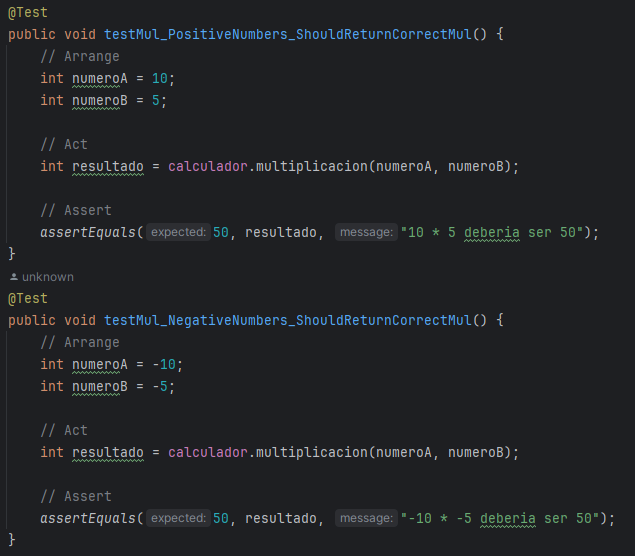 @Test
public void testMul_PositiveNumbers_ShouldReturnCorrectMul() {
// Arrange
int numeroA = 10;
int numeroB = 5;
// Act
int resultado = calculador.multiplicacion(numeroA, numeroB);
// Assert
assertEquals( expected: 50, resultado, message: "10 * 5 deberia ser 50");
}
unknown
@Test
public void testMul_NegativeNumbers_ShouldReturnCorrectMul() {
// Arrange
int numeroA = -10;
int numeroB = -5;
// Act
int resultado = calculador.multiplicacion(numeroA, numeroB);
// Assert
assertEquals( expected: 50, resultado, message: "-10 * -5 deberia ser 50");
}